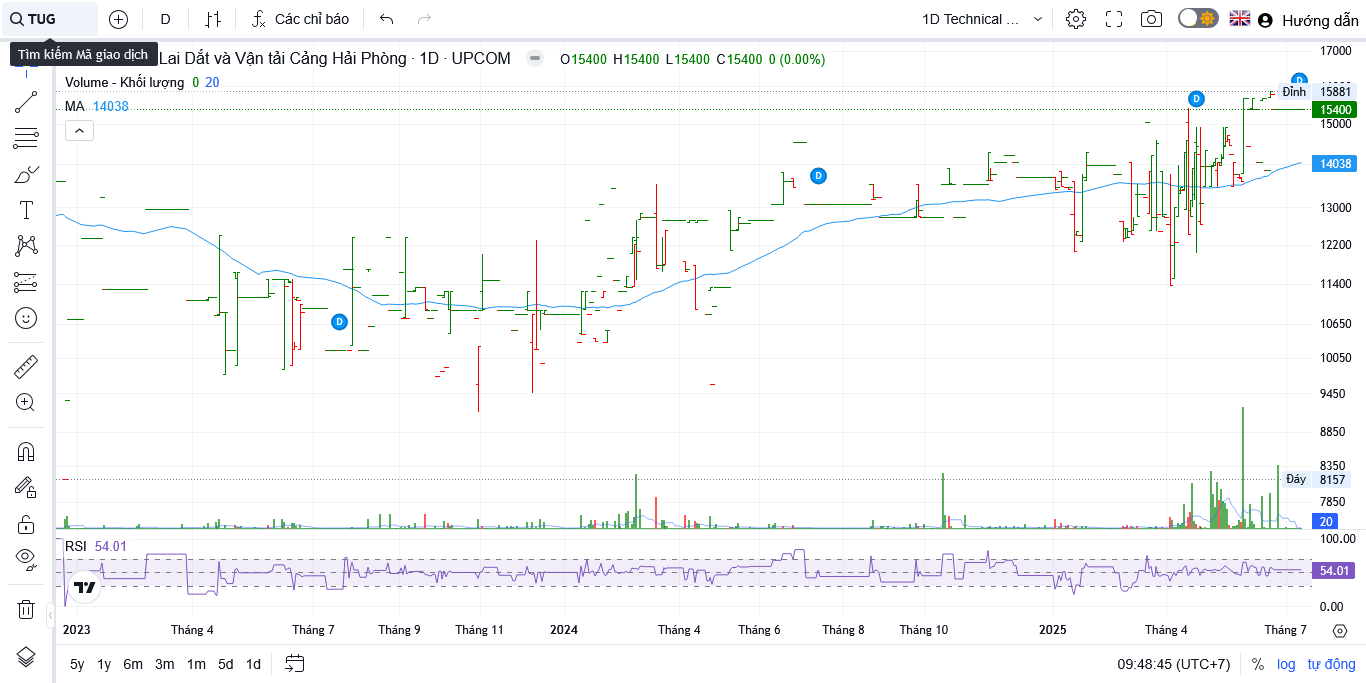 TUG D Các chỉ báo 1D Technical ... Hướng dẫn
Tìm kiếm Mã giao dịch Lai Dắt và Vận tải Cảng Hải Phòng · 1D · UPCOM O15400 H15400 L15400 C15400 0 (0.00%)
Volume - Khối lượng 0 20
MA 14038
17000
D
Đỉnh 15881
D
15400
15000
14038
D
13000
12200
11400
D
10650
10050
9450
8850
8350
Đáy 8157
7850
20
100.00
RSI 54.01
54.01
0.00
2023 Tháng 4 Tháng 7 Tháng 9 Tháng 11 2024 Tháng 4 Tháng 6 Tháng 8 Tháng 10 2025 Tháng 4 Tháng 7
5y 1y 6m 3m 1m 5d 1d 09:48:45 (UTC+7) % log tự động